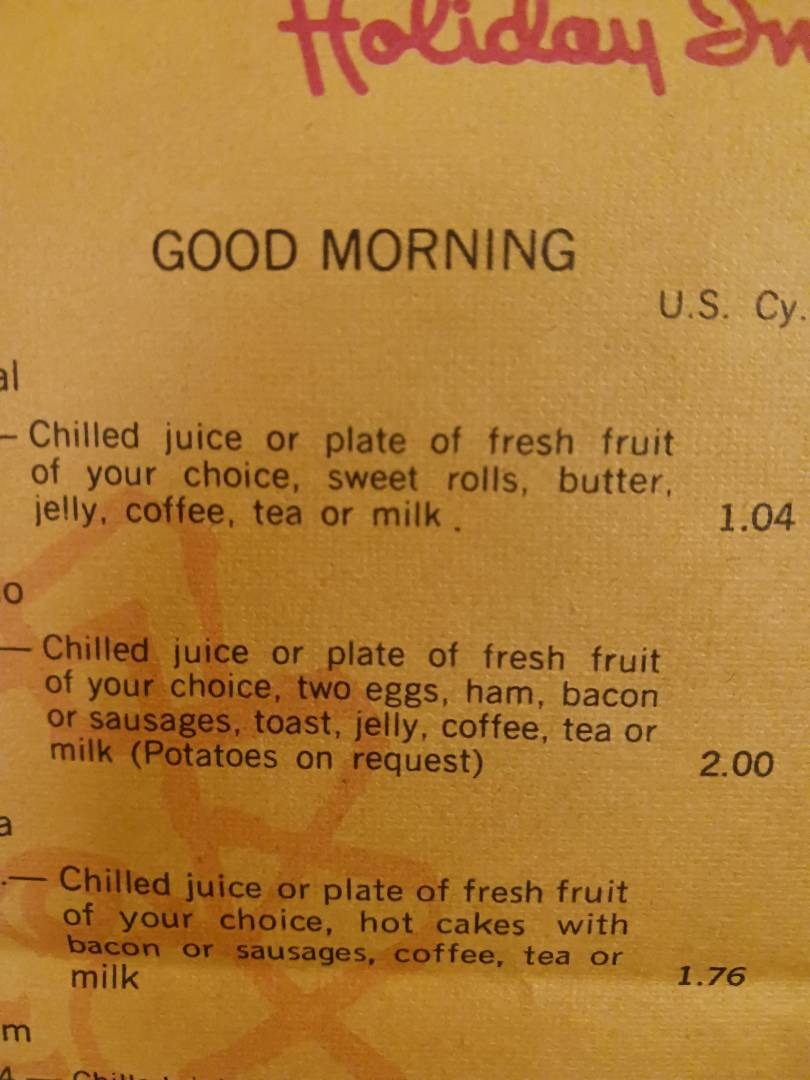 Holiday In
GOOD MORNING
U.S. Cy.
al
— Chilled juice or plate of fresh fruit
of your choice, sweet rolls, butter,
jelly, coffee, tea or milk . 1.04
o
— Chilled juice or plate of fresh fruit
of your choice, two eggs, ham, bacon
or sausages, toast, jelly, coffee, tea or
milk (Potatoes on request) 2.00
a
.— Chilled juice or plate of fresh fruit
of your choice, hot cakes with
bacon or sausages, coffee, tea or
milk 1.76
m